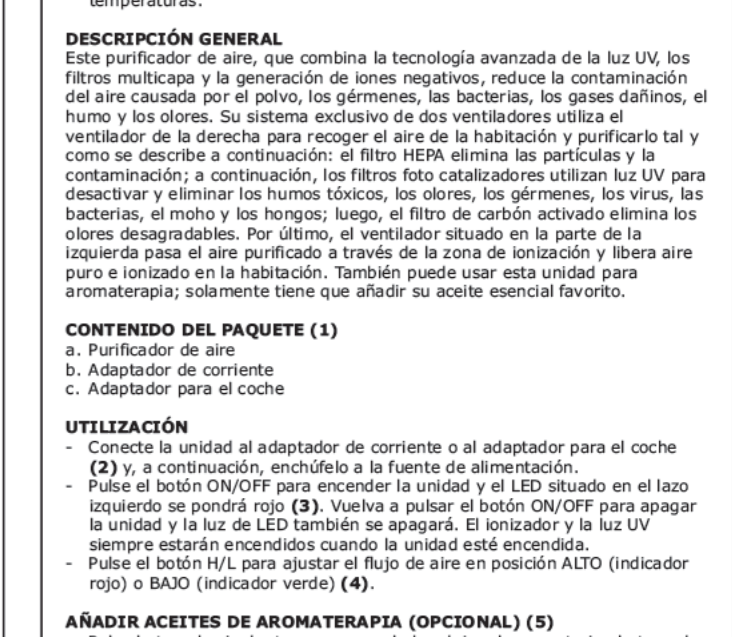 temperaturas.
DESCRIPCIÓN GENERAL
Este purificador de aire, que combina la tecnología avanzada de la luz UV, los
filtros multicapa y la generación de iones negativos, reduce la contaminación
del aire causada por el polvo, los gérmenes, las bacterias, los gases dañinos, el
humo y los olores. Su sistema exclusivo de dos ventiladores utiliza el
ventilador de la derecha para recoger el aire de la habitación y purificarlo tal y
como se describe a continuación: el filtro HEPA elimina las partículas y la
contaminación; a continuación, los filtros foto catalizadores utilizan luz UV para
desactivar y eliminar los humos tóxicos, los olores, los gérmenes, los virus, las
bacterias, el moho y los hongos; luego, el filtro de carbón activado elimina los
olores desagradables. Por último, el ventilador situado en la parte de la
izquierda pasa el aire purificado a través de la zona de ionización y libera aire
puro e ionizado en la habitación. También puede usar esta unidad para
aromaterapia; solamente tiene que añadir su aceite esencial favorito.
CONTENIDO DEL PAQUETE (1)
a. Purificador de aire
b. Adaptador de corriente
c. Adaptador para el coche
UTILIZACIÓN
- Conecte la unidad al adaptador de corriente o al adaptador para el coche
(2) y, a continuación, enchúfelo a la fuente de alimentación.
- Pulse el botón ON/OFF para encender la unidad y el LED situado en el lazo
izquierdo se pondrá rojo (3). Vuelva a pulsar el botón ON/OFF para apagar
la unidad y la luz de LED también se apagará. El ionizador y la luz UV
siempre estarán encendidos cuando la unidad esté encendida.
- Pulse el botón H/L para ajustar el flujo de aire en posición ALTO (indicador
rojo) o BAJO (indicador verde) (4).
AÑADIR ACEITES DE AROMATERAPIA (OPCIONAL) (5)